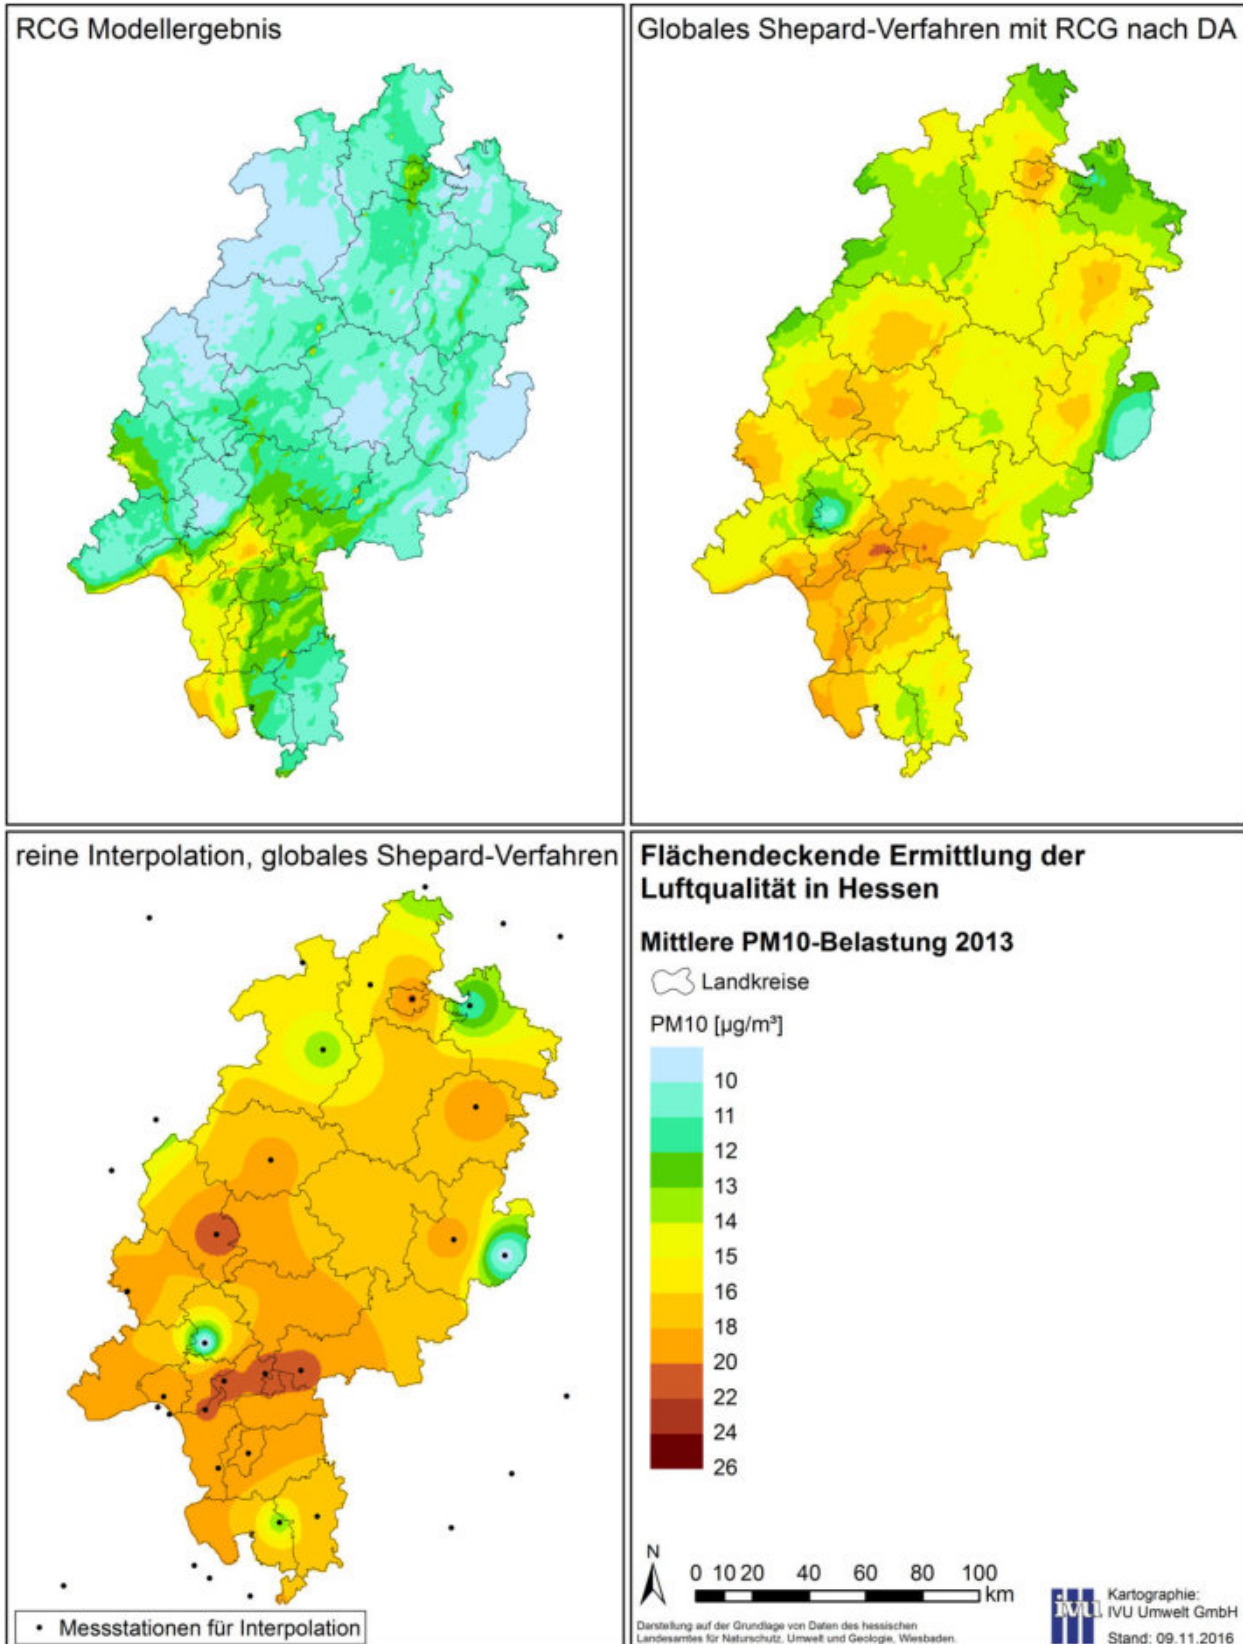 RCG Modellergebnis
Globales Shepard-Verfahren mit RCG nach DA
reine Interpolation, globales Shepard-Verfahren
• Messstationen für Interpolation
Flächendeckende Ermittlung der
Luftqualität in Hessen
Mittlere PM10-Belastung 2013
Landkreise
PM10 [µg/m³]
10
11
12
13
14
15
16
18
20
22
24
26
N
0 10 20 40 60 80 100
km
Darstellung auf der Grundlage von Daten des hessischen
Landesamtes für Naturschutz, Umwelt und Geologie, Wiesbaden.
ivu
Kartographie:
IVU Umwelt GmbH
Stand: 09.11.2016